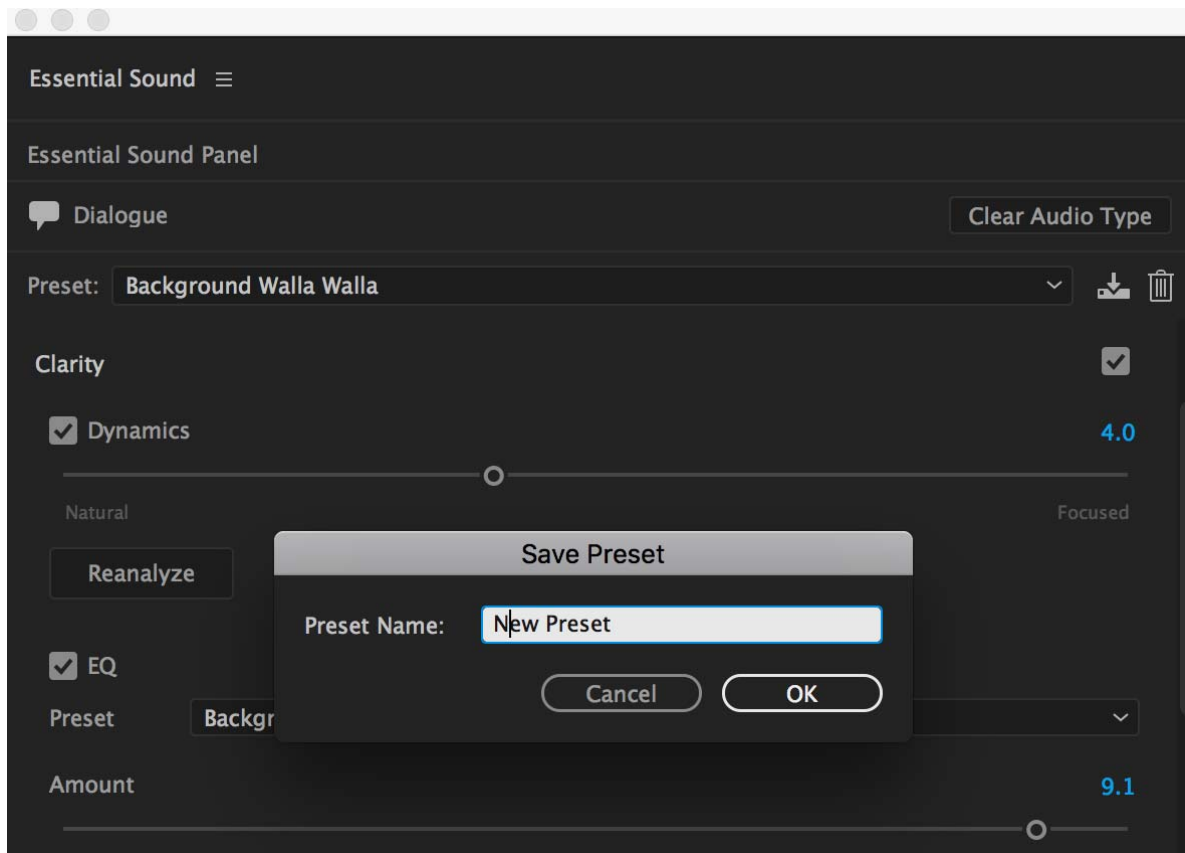 Essential Sound
Essential Sound Panel
Dialogue Clear Audio Type
Preset: Background Walla Walla
Clarity
Dynamics 4.0
Natural Focused
Reanalyze
Save Preset
Preset Name: New Preset
Cancel OK
EQ
Preset Backgr
Amount 9.1